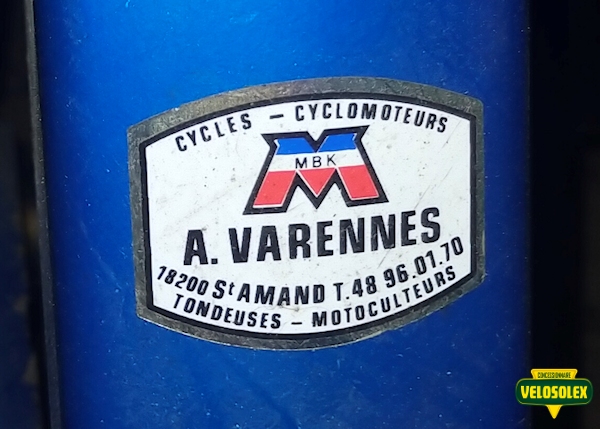 CYCLES - CYCLOMOTEURS
MBK
A. VARENNES
18200 St AMAND T. 48 96.01.70
TONDEUSES - MOTOCULTEURS
CONCESSIONNAIRE
VELOSOLEX